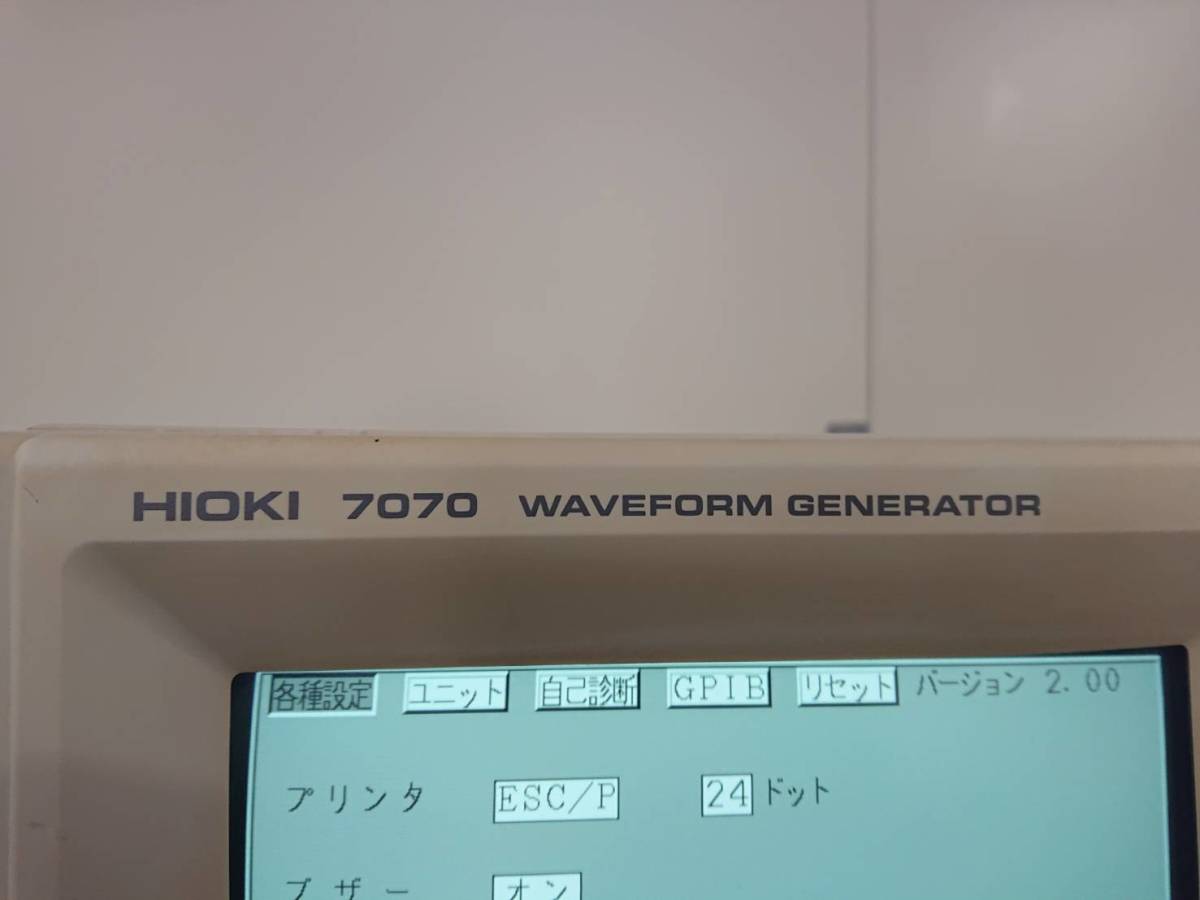 HIOKI 7070 WAVEFORM GENERATOR
各種設定 ユニット 自己診断 GPIB リセット バージョン 2.00
プリンタ ESC/P 24 ドット
ブザー オン